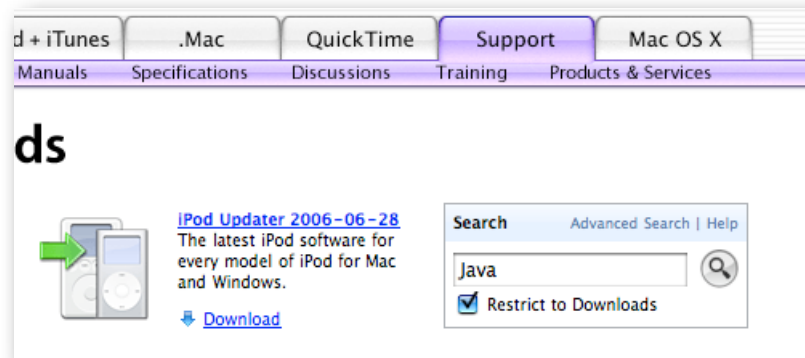 d + iTunes .Mac QuickTime Support Mac OS X
Manuals Specifications Discussions Training Products & Services
ds
iPod Updater 2006-06-28
The latest iPod software for
every model of iPod for Mac
and Windows.
Download
Search Advanced Search | Help
Java
Restrict to Downloads